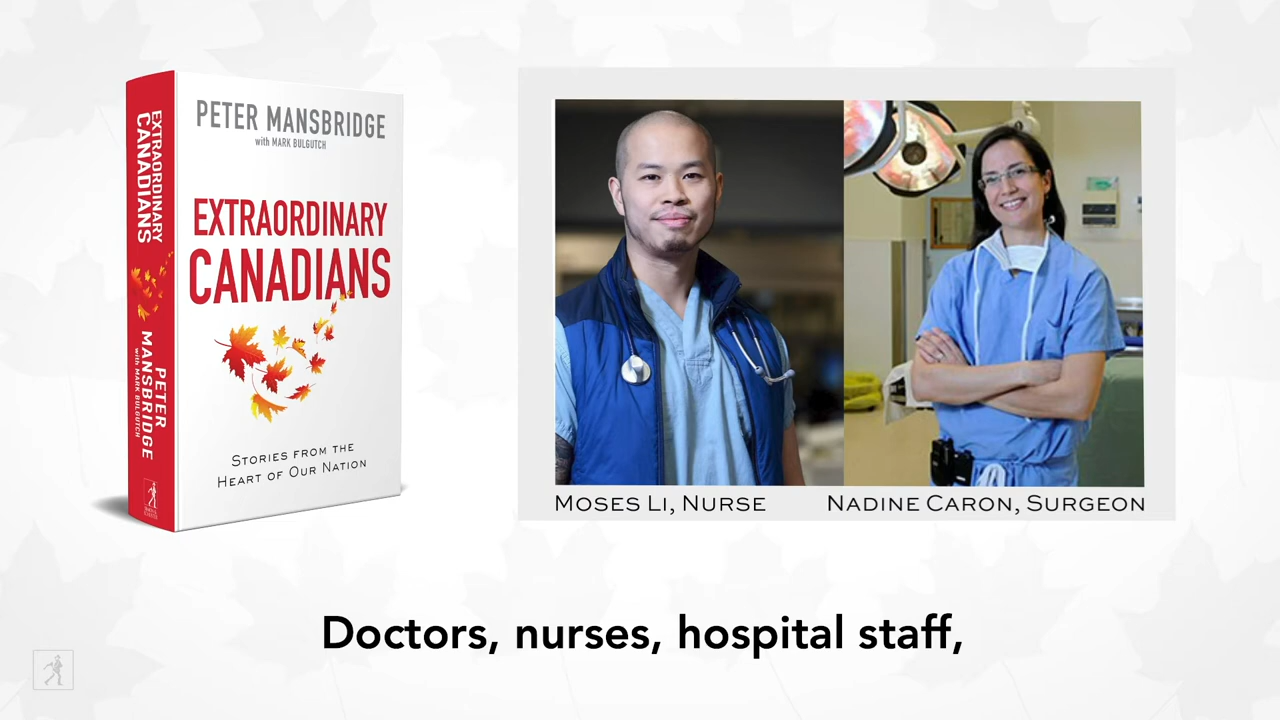 PETER MANSBRIDGE
with MARK BULGUTCH
EXTRAORDINARY
CANADIANS
STORIES FROM THE
HEART OF OUR NATION
EXTRAORDINARY
CANADIANS
PETER
MANSBRIDGE
with MARK BULGUTCH
MOSES LI, NURSE
NADINE CARON, SURGEON
Doctors, nurses, hospital staff,